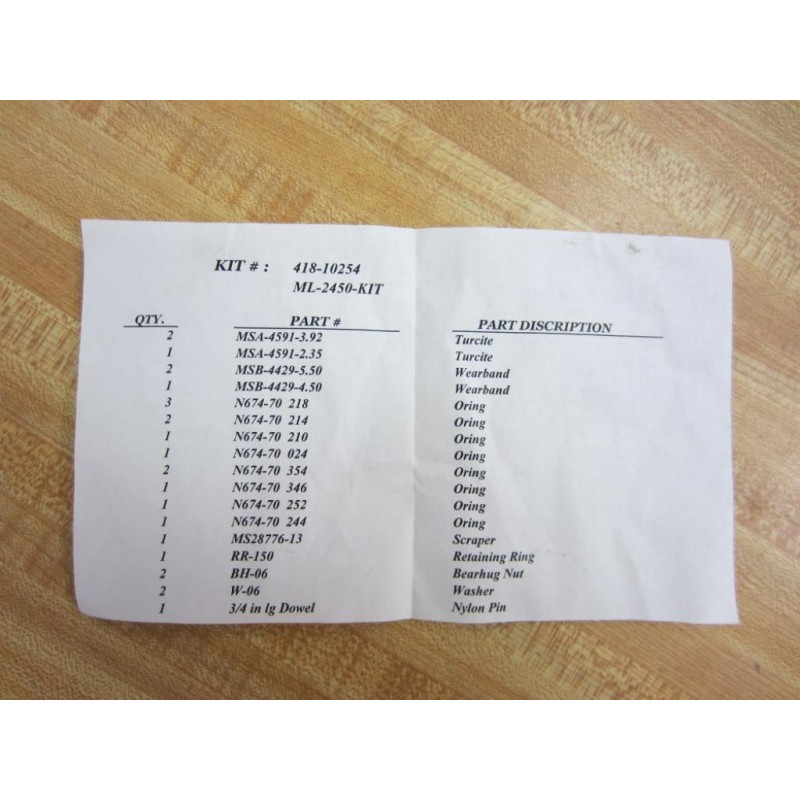 KIT # : 418-10254
ML-2450-KIT
QTY. PART # PART DISCRIPTION
2 MSA-4591-3.92 Turcite
1 MSA-4591-2.35 Turcite
2 MSB-4429-5.50 Wearband
1 MSB-4429-4.50 Wearband
3 N674-70 218 Oring
2 N674-70 214 Oring
1 N674-70 210 Oring
1 N674-70 024 Oring
2 N674-70 354 Oring
1 N674-70 346 Oring
1 N674-70 252 Oring
1 N674-70 244 Oring
1 MS28776-13 Scraper
1 RR-150 Retaining Ring
2 BH-06 Bearhug Nut
2 W-06 Washer
1 3/4 in lg Dowel Nylon Pin